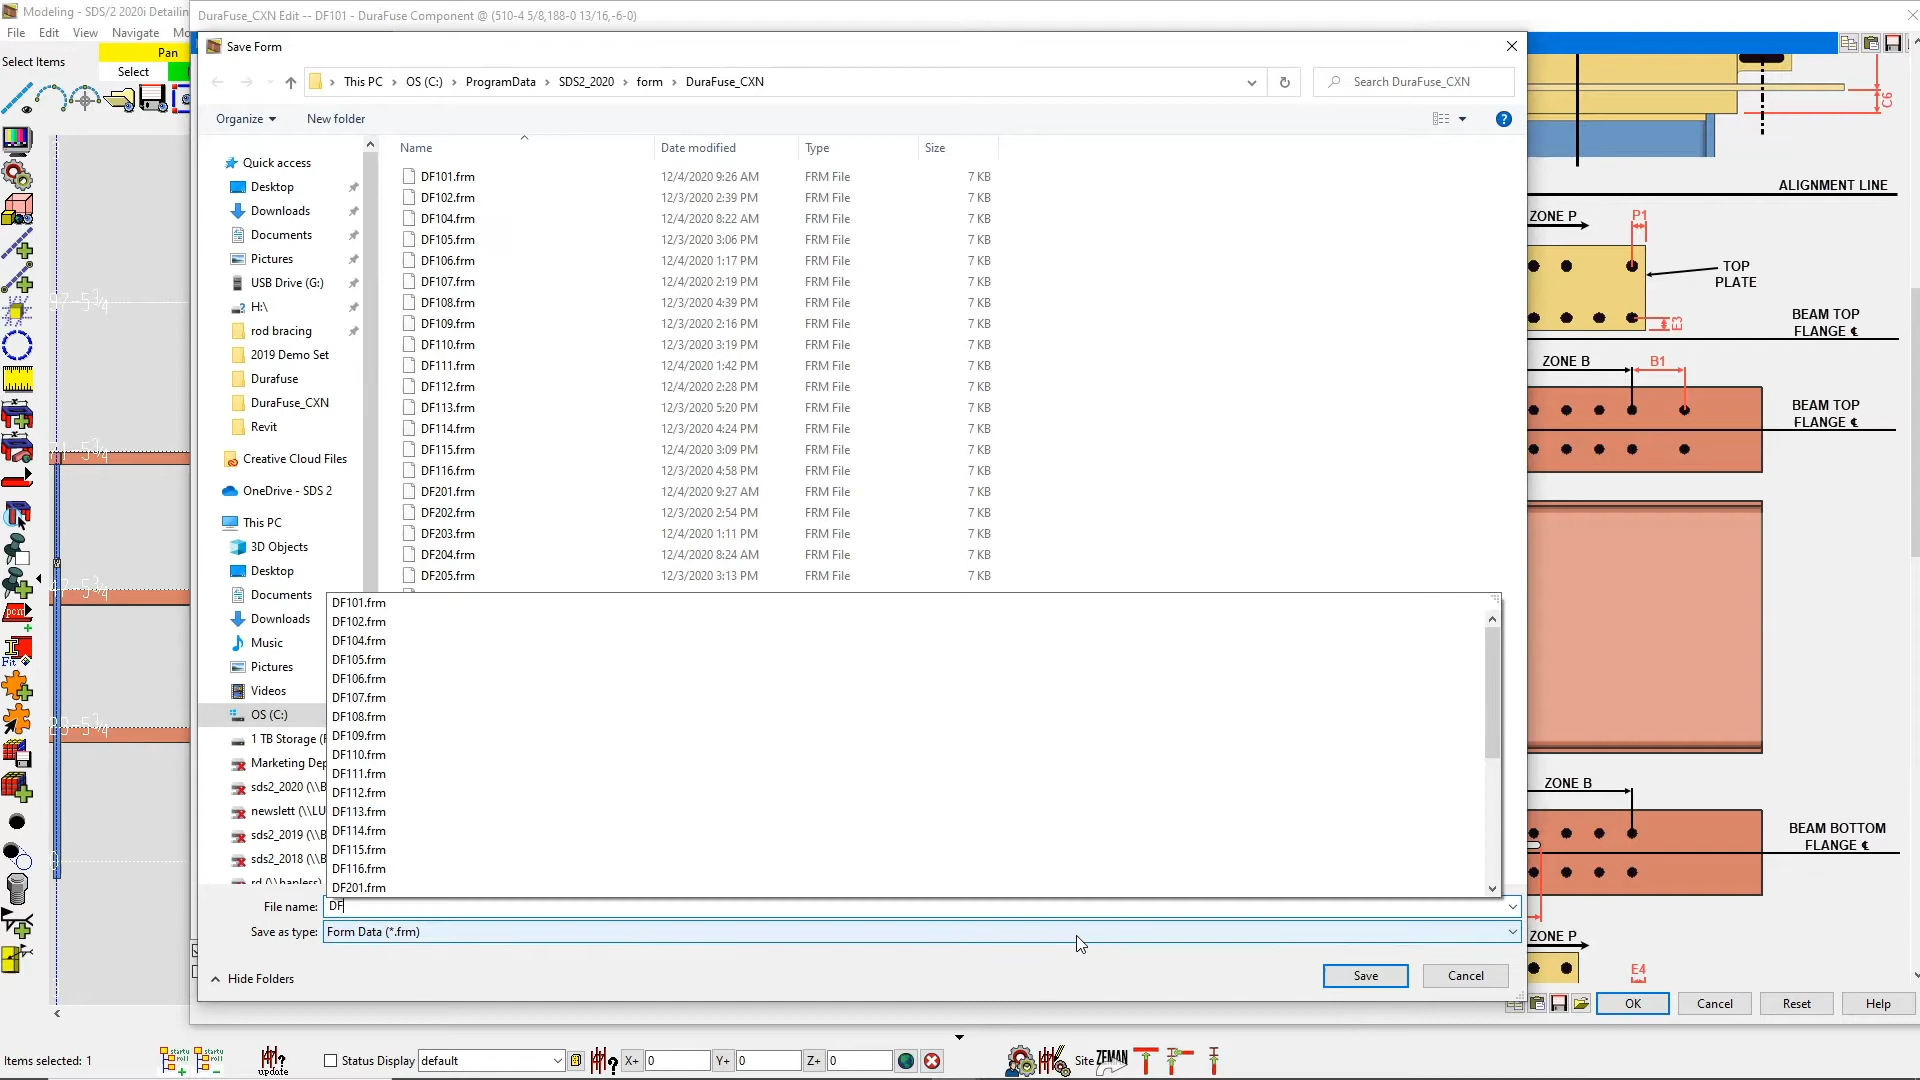 Modeling - SDS/2 2020i Detailin
DuraFuse_CXN Edit -- DF101 - DuraFuse Component @ (510-4 5/8,188-0 13/16,-6-0)
File Edit View Navigate Mo
Pan
Select Items
Select
Save Form
This PC > OS (C:) > ProgramData > SDS2_2020 > form > DuraFuse_CXN
Search DuraFuse_CXN
Organize
New folder
Name Date modified Type Size
DF101.frm 12/4/2020 9:26 AM FRM File 7 KB
DF102.frm 12/3/2020 2:39 PM FRM File 7 KB
DF104.frm 12/4/2020 8:22 AM FRM File 7 KB
DF105.frm 12/3/2020 3:06 PM FRM File 7 KB
DF106.frm 12/4/2020 1:17 PM FRM File 7 KB
DF107.frm 12/4/2020 2:19 PM FRM File 7 KB
DF108.frm 12/3/2020 4:39 PM FRM File 7 KB
DF109.frm 12/3/2020 2:16 PM FRM File 7 KB
DF110.frm 12/3/2020 3:19 PM FRM File 7 KB
DF111.frm 12/4/2020 1:42 PM FRM File 7 KB
DF112.frm 12/4/2020 2:28 PM FRM File 7 KB
DF113.frm 12/3/2020 5:20 PM FRM File 7 KB
DF114.frm 12/3/2020 4:24 PM FRM File 7 KB
DF115.frm 12/4/2020 3:09 PM FRM File 7 KB
DF116.frm 12/3/2020 4:58 PM FRM File 7 KB
DF201.frm 12/4/2020 9:27 AM FRM File 7 KB
DF202.frm 12/3/2020 2:54 PM FRM File 7 KB
DF203.frm 12/4/2020 1:11 PM FRM File 7 KB
DF204.frm 12/4/2020 8:24 AM FRM File 7 KB
DF205.frm 12/3/2020 3:13 PM FRM File 7 KB
Quick access
Desktop
Downloads
Documents
Pictures
USB Drive (G:)
H:\
rod bracing
2019 Demo Set
Durafuse
DuraFuse_CXN
Revit
Creative Cloud Files
OneDrive - SDS 2
This PC
3D Objects
Desktop
Documents
Downloads
Music
Pictures
Videos
OS (C:)
1 TB Storage (F
Marketing Dep
sds2_2020 (\\B
newslett (\\LU
sds2_2019 (\\B
sds2_2018 (\\B
DF101.frm
DF102.frm
DF104.frm
DF105.frm
DF106.frm
DF107.frm
DF108.frm
DF109.frm
DF110.frm
DF111.frm
DF112.frm
DF113.frm
DF114.frm
DF115.frm
DF116.frm
DF201.frm
File name: DF
Save as type: Form Data (*.frm)
Hide Folders
Save Cancel
C6
ALIGNMENT LINE
ZONE P
P1
TOP
PLATE
E3
BEAM TOP
FLANGE ℄
ZONE B
B1
BEAM TOP
FLANGE ℄
ZONE B
BEAM BOTTOM
FLANGE ℄
ZONE P
E4
pcm
Fit
OK Cancel Reset Help
Items selected: 1
update
Status Display default
X+ 0 Y+ 0 Z+ 0
Site ZEMAN